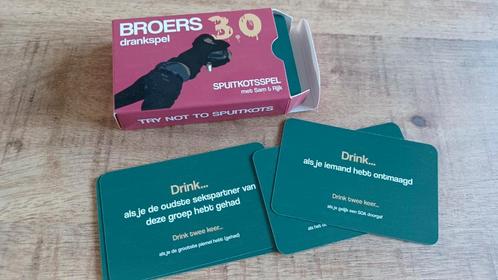 BROERS 3.0
drankspel
SPUITKOTSSPEL
met Sam & Rijk
TRY NOT TO SPUITKOTS
Drink...
als je de oudste sekspartner van
deze groep hebt gehad
Drink twee keer...
als je de grootste piemel hebt (gehad)
Drink...
als je iemand hebt ontmaagd
Drink twee keer...
als je gelijk een SOA doorgaf